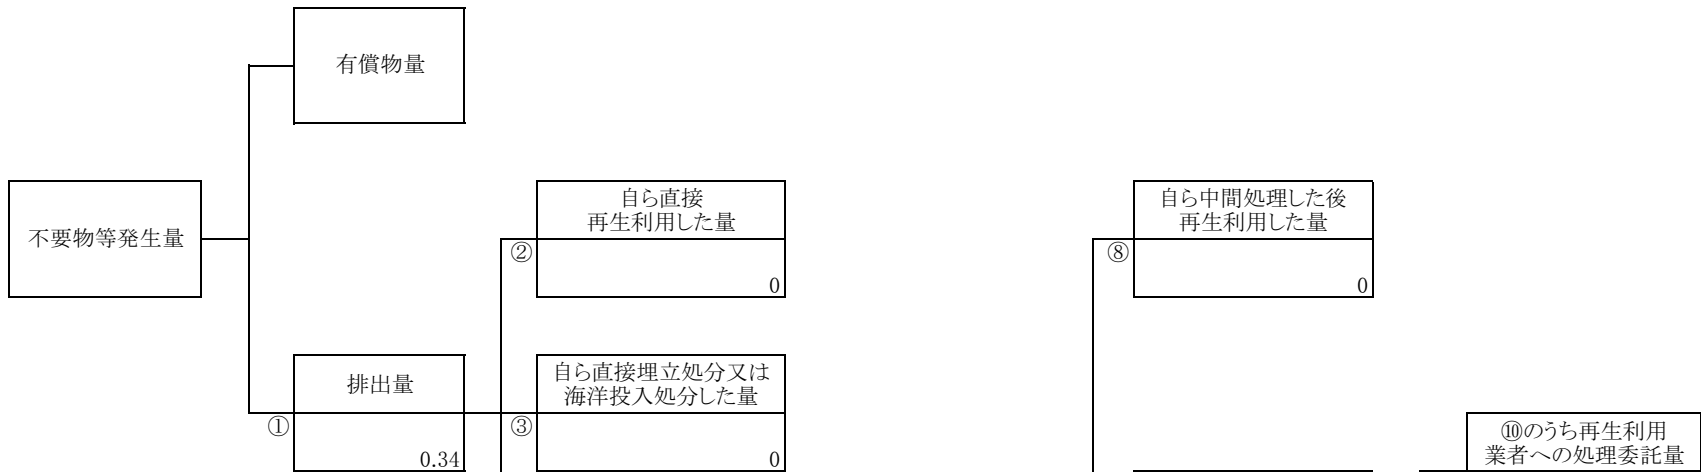 有償物量
不要物等発生量
自ら直接
再生利用した量
②
0
自ら中間処理した後
再生利用した量
⑧
0
排出量
①
0.34
自ら直接埋立処分又は
海洋投入処分した量
③
0
⑩のうち再生利用
業者への処理委託量